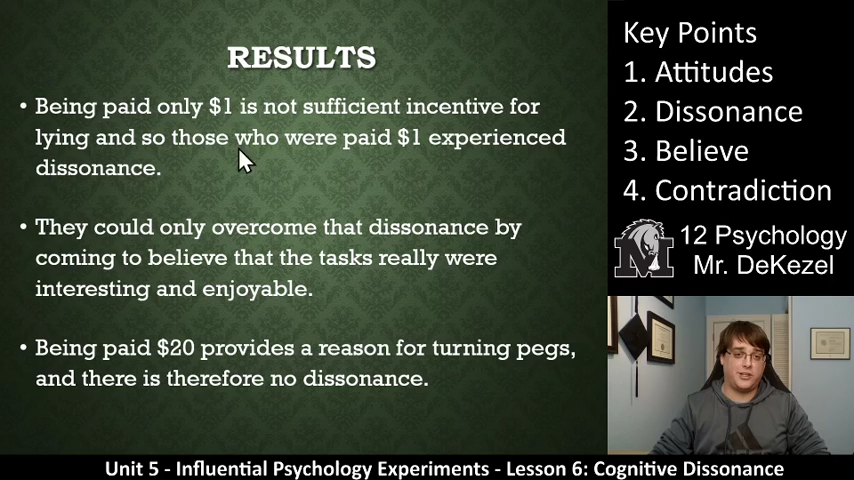 RESULTS
• Being paid only $1 is not sufficient incentive for
lying and so those who were paid $1 experienced
dissonance.
• They could only overcome that dissonance by
coming to believe that the tasks really were
interesting and enjoyable.
• Being paid $20 provides a reason for turning pegs,
and there is therefore no dissonance.
Key Points
1. Attitudes
2. Dissonance
3. Believe
4. Contradiction
M
12 Psychology
Mr. DeKezel
Unit 5 - Influential Psychology Experiments - Lesson 6: Cognitive Dissonance